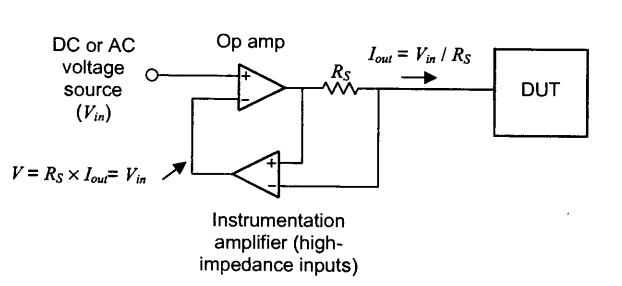 DC or AC
voltage
source
(Vin)
Op amp
+
−
RS
Iout = Vin / RS
DUT
V = RS × Iout= Vin
+
−
Instrumentation
amplifier (high-
impedance inputs)